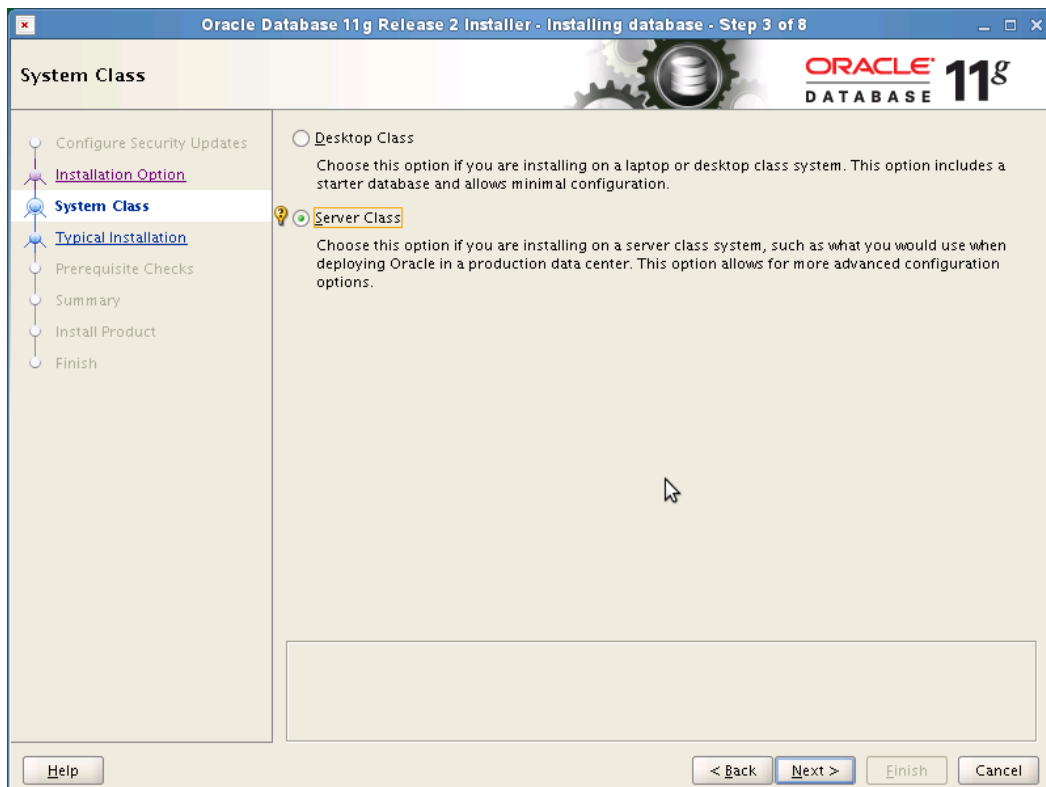 Oracle Database 11g Release 2 Installer - Installing database - Step 3 of 8
System Class
ORACLE
DATABASE
11g
Configure Security Updates
Installation Option
System Class
Typical Installation
Prerequisite Checks
Summary
Install Product
Finish
Desktop Class
Choose this option if you are installing on a laptop or desktop class system. This option includes a
starter database and allows minimal configuration.
Server Class
Choose this option if you are installing on a server class system, such as what you would use when
deploying Oracle in a production data center. This option allows for more advanced configuration
options.
Help
< Back
Next >
Finish
Cancel